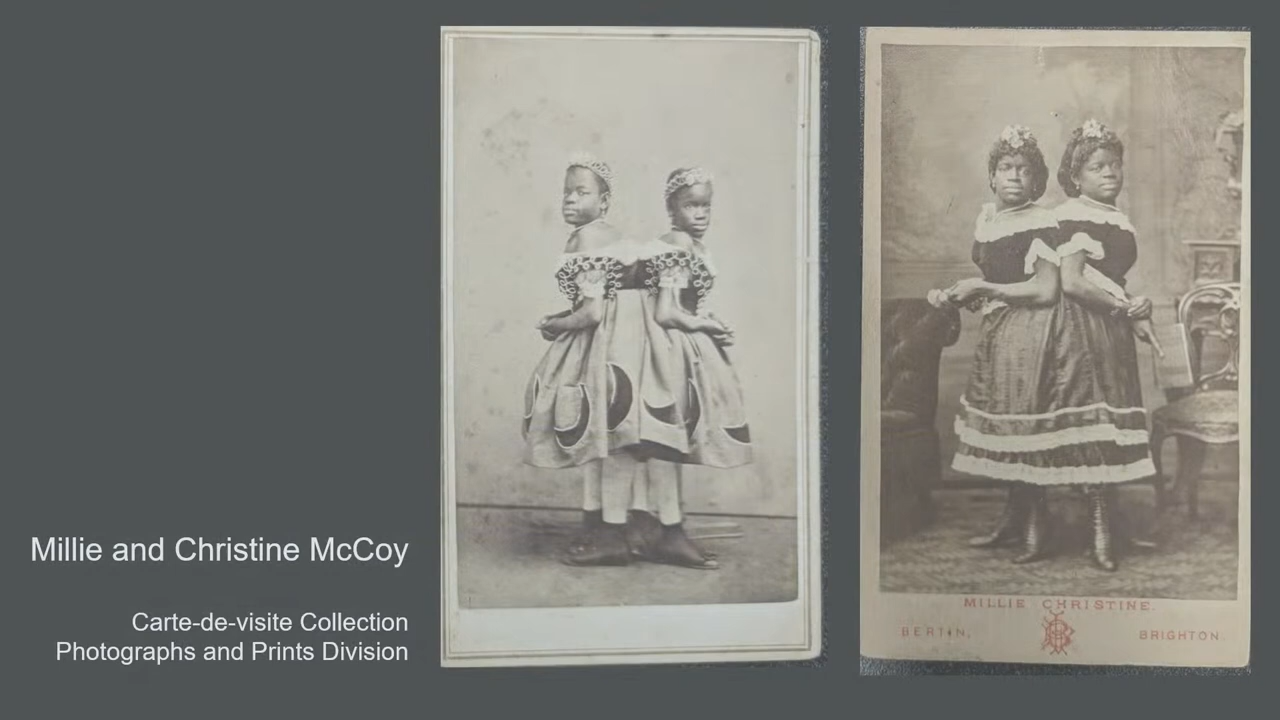 Millie and Christine McCoy
Carte-de-visite Collection
Photographs and Prints Division
MILLIE CHRISTINE.
BERTIN, BRIGHTON.